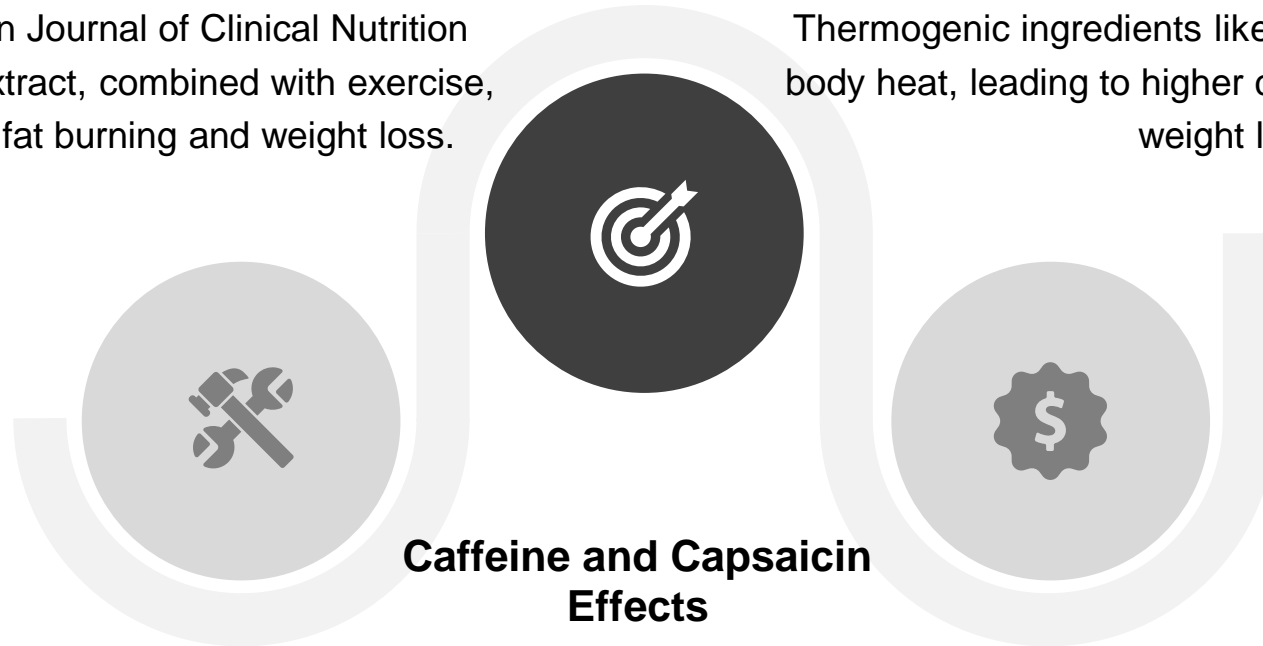 n Journal of Clinical Nutrition
xtract, combined with exercise,
fat burning and weight loss.
Thermogenic ingredients like
body heat, leading to higher
weight
$
Caffeine and Capsaicin
Effects